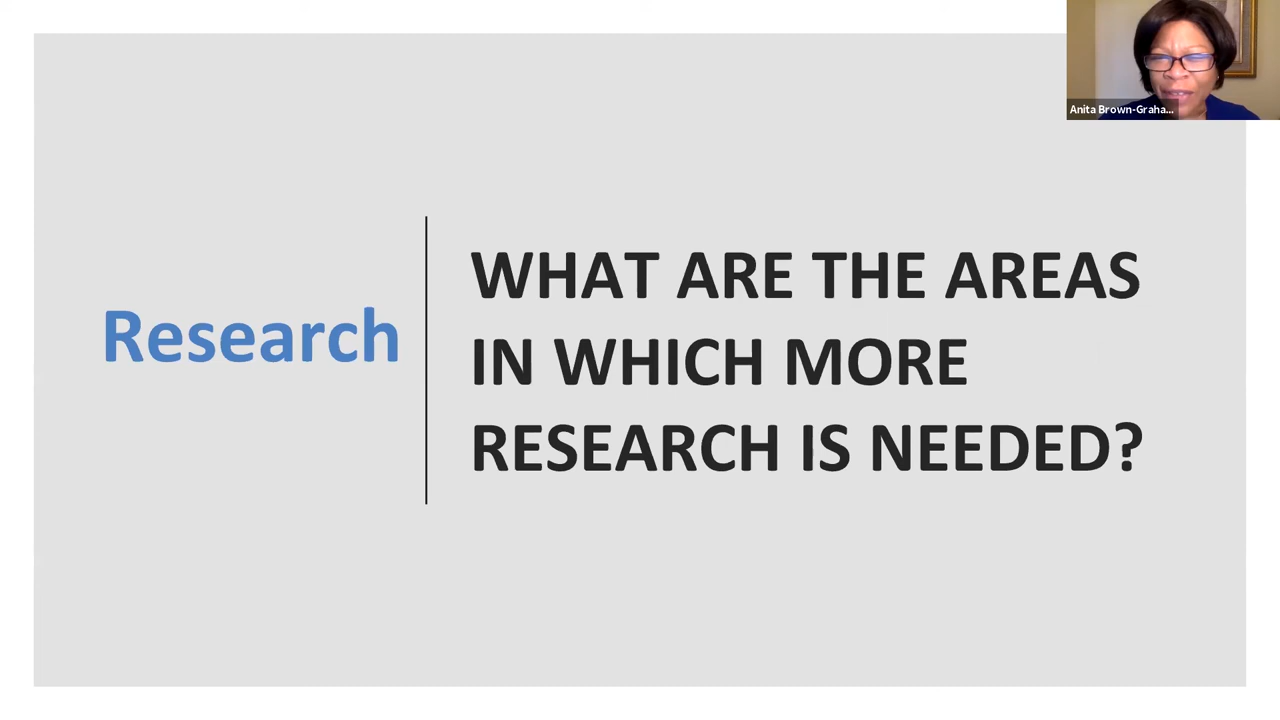 Anita Brown-Graha...
Research
WHAT ARE THE AREAS
IN WHICH MORE
RESEARCH IS NEEDED?